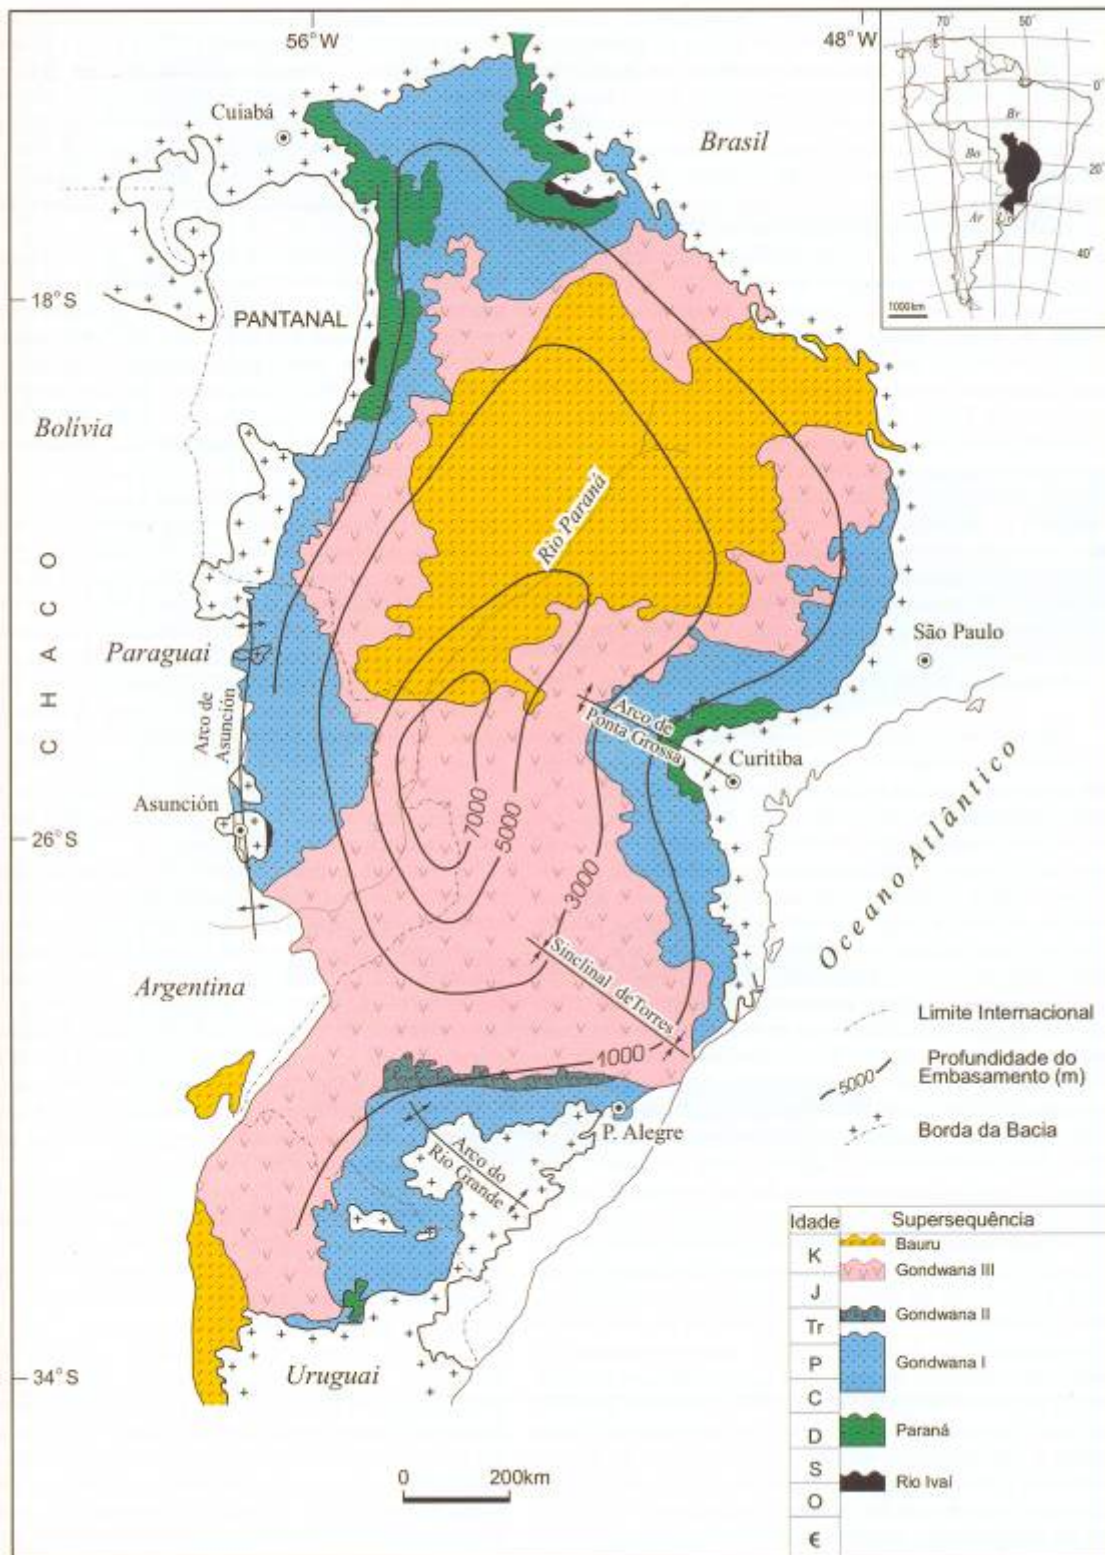 56°W
48°W
70°
50°
0°
20°
40°
Br
Bo
Ar
Ur
1000km
Cuiabá
Brasil
18°S
PANTANAL
Bolívia
Rio Paraná
CHACO
São Paulo
Paraguai
Arco de
Asunción
Arco de
Ponta Grossa
Curitiba
Asunción
26°S
7000
5000
3000
Oceano Atlântico
Sinclinal de Torres
Argentina
1000
Limite Internacional
5000
Profundidade do
Embasamento (m)
Borda da Bacia
P. Alegre
Arco do
Rio Grande
Uruguai
34°S
0 200km
Idade Supersequência
K Bauru
Gondwana III
J
Gondwana II
Tr
P Gondwana I
C
D Paraná
S
Rio Ivaí
O
Є